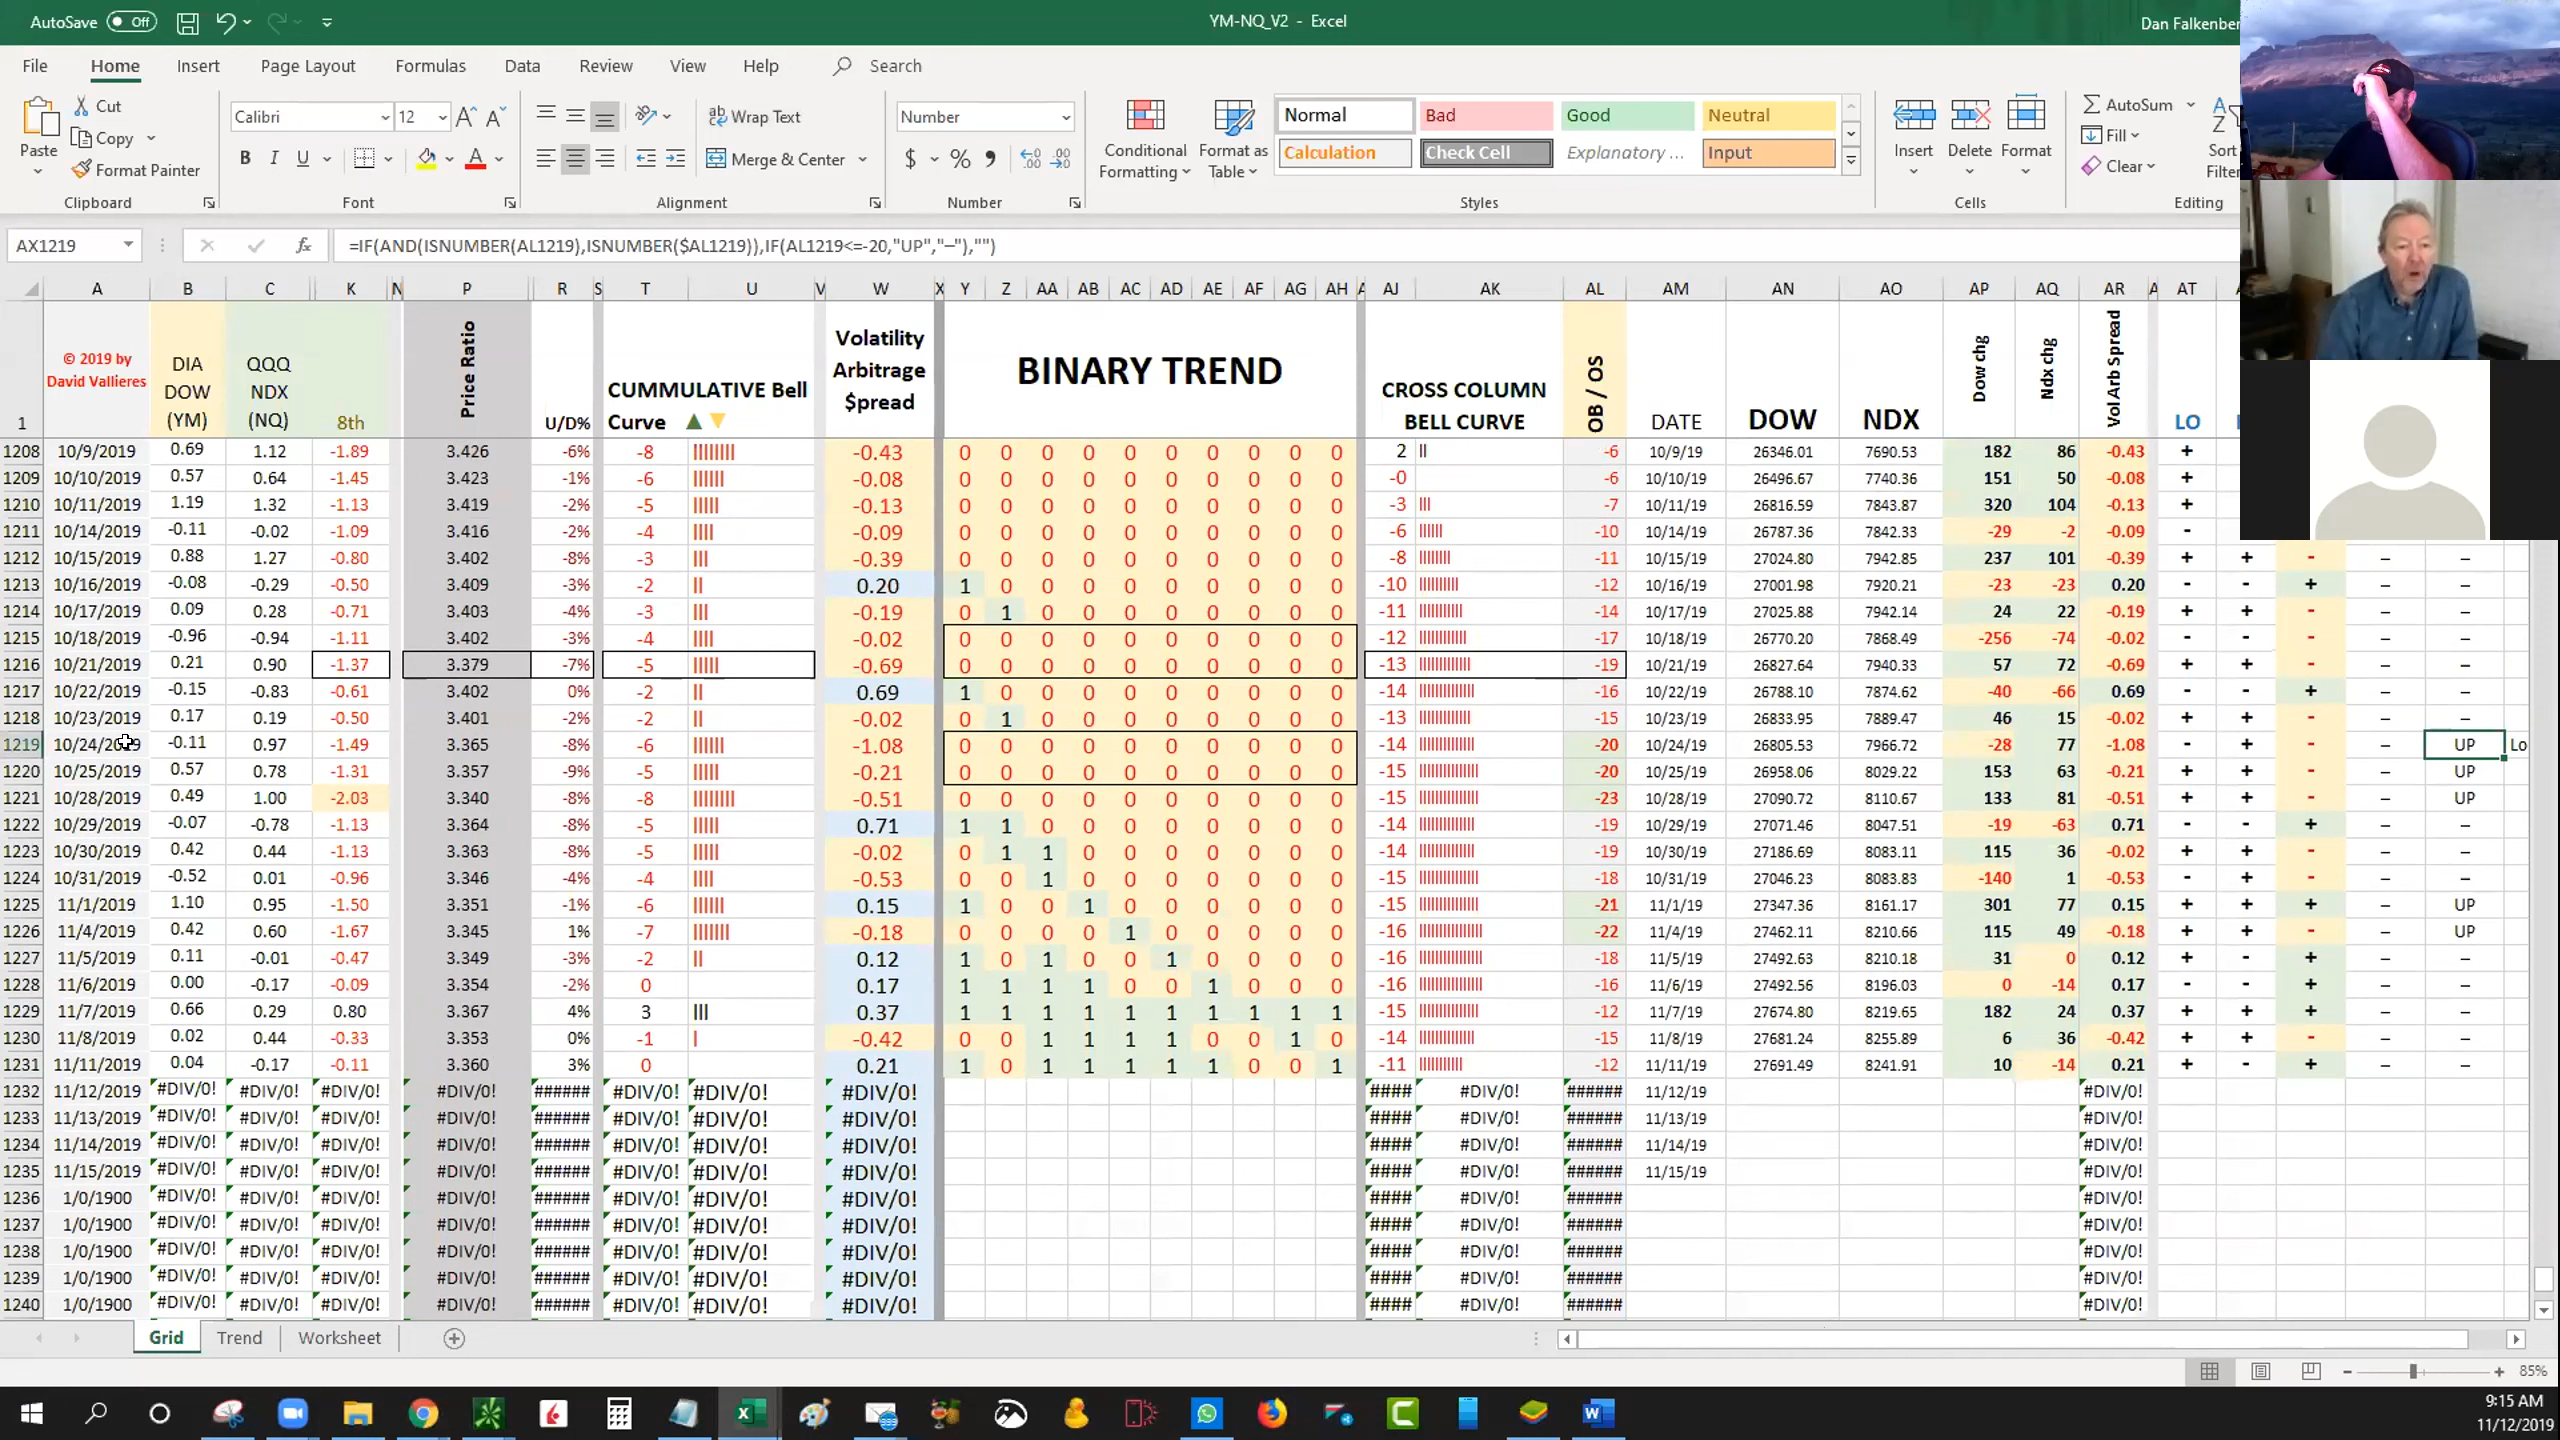 AutoSave Off YM-NQ_V2 - Excel Dan Falkenber
File Home Insert Page Layout Formulas Data Review View Help Search
Cut
Copy
Format Painter
Paste
Clipboard
Calibri 12
B I U
Font
Wrap Text
Merge & Center
Alignment
Number
$ % 9
Number
Conditional Formatting
Format as Table
Normal Bad Good Neutral
Calculation Check Cell Explanatory ... Input
Styles
Insert Delete Format
Cells
AutoSum
Fill
Clear
Sort
Filter
Editing
AX1219 fx =IF(AND(ISNUMBER(AL1219),ISNUMBER($AL1219)),IF(AL1219<=-20,"UP","–"),"")
A B C K N P R S T U V W X Y Z AA AB AC AD AE AF AG AH A AJ AK AL AM AN AO AP AQ AR A AT
1 © 2019 by David Vallieres DIA DOW (YM) QQQ NDX (NQ) 8th Price Ratio U/D% CUMMULATIVE Bell Curve ▲ ▼ Volatility Arbitrage $pread BINARY TREND CROSS COLUMN BELL CURVE OB / OS DATE DOW NDX Dow chg Ndx chg Vol Arb Spread LO
1208 10/9/2019 0.69 1.12 -1.89 3.426 -6% -8 |||||||| -0.43 0 0 0 0 0 0 0 0 0 0 2 || -6 10/9/19 26346.01 7690.53 182 86 -0.43 +
1209 10/10/2019 0.57 0.64 -1.45 3.423 -1% -6 |||||| -0.08 0 0 0 0 0 0 0 0 0 0 -0 -6 10/10/19 26496.67 7740.36 151 50 -0.08 +
1210 10/11/2019 1.19 1.32 -1.13 3.419 -2% -5 ||||| -0.13 0 0 0 0 0 0 0 0 0 0 -3 ||| -7 10/11/19 26816.59 7843.87 320 104 -0.13 +
1211 10/14/2019 -0.11 -0.02 -1.09 3.416 -2% -4 |||| -0.09 0 0 0 0 0 0 0 0 0 0 -6 |||||| -10 10/14/19 26787.36 7842.33 -29 -2 -0.09 -
1212 10/15/2019 0.88 1.27 -0.80 3.402 -8% -3 ||| -0.39 0 0 0 0 0 0 0 0 0 0 -8 |||||||| -11 10/15/19 27024.80 7942.85 237 101 -0.39 + + - – –
1213 10/16/2019 -0.08 -0.29 -0.50 3.409 -3% -2 || 0.20 1 0 0 0 0 0 0 0 0 0 -10 |||||||||| -12 10/16/19 27001.98 7920.21 -23 -23 0.20 - - + – –
1214 10/17/2019 0.09 0.28 -0.71 3.403 -4% -3 ||| -0.19 0 1 0 0 0 0 0 0 0 0 -11 ||||||||||| -14 10/17/19 27025.88 7942.14 24 22 -0.19 + + - – –
1215 10/18/2019 -0.96 -0.94 -1.11 3.402 -3% -4 |||| -0.02 0 0 0 0 0 0 0 0 0 0 -12 |||||||||||| -17 10/18/19 26770.20 7868.49 -256 -74 -0.02 - - - – –
1216 10/21/2019 0.21 0.90 -1.37 3.379 -7% -5 ||||| -0.69 0 0 0 0 0 0 0 0 0 0 -13 ||||||||||||| -19 10/21/19 26827.64 7940.33 57 72 -0.69 + + - – –
1217 10/22/2019 -0.15 -0.83 -0.61 3.402 0% -2 || 0.69 1 0 0 0 0 0 0 0 0 0 -14 |||||||||||||| -16 10/22/19 26788.10 7874.62 -40 -66 0.69 - - + – –
1218 10/23/2019 0.17 0.19 -0.50 3.401 -2% -2 || -0.02 0 1 0 0 0 0 0 0 0 0 -13 ||||||||||||| -15 10/23/19 26833.95 7889.47 46 15 -0.02 + + - – –
1219 10/24/2019 -0.11 0.97 -1.49 3.365 -8% -6 |||||| -1.08 0 0 0 0 0 0 0 0 0 0 -14 |||||||||||||| -20 10/24/19 26805.53 7966.72 -28 77 -1.08 - + - – UP Lo
1220 10/25/2019 0.57 0.78 -1.31 3.357 -9% -5 ||||| -0.21 0 0 0 0 0 0 0 0 0 0 -15 ||||||||||||||| -20 10/25/19 26958.06 8029.22 153 63 -0.21 + + - – UP
1221 10/28/2019 0.49 1.00 -2.03 3.340 -8% -8 |||||||| -0.51 0 0 0 0 0 0 0 0 0 0 -15 ||||||||||||||| -23 10/28/19 27090.72 8110.67 133 81 -0.51 + + - – UP
1222 10/29/2019 -0.07 -0.78 -1.13 3.364 -8% -5 ||||| 0.71 1 1 0 0 0 0 0 0 0 0 -14 |||||||||||||| -19 10/29/19 27071.46 8047.51 -19 -63 0.71 - - + – –
1223 10/30/2019 0.42 0.44 -1.13 3.363 -8% -5 ||||| -0.02 0 1 1 0 0 0 0 0 0 0 -14 |||||||||||||| -19 10/30/19 27186.69 8083.11 115 36 -0.02 + + - – –
1224 10/31/2019 -0.52 0.01 -0.96 3.346 -4% -4 |||| -0.53 0 0 1 0 0 0 0 0 0 0 -15 ||||||||||||||| -18 10/31/19 27046.23 8083.83 -140 1 -0.53 - + - – –
1225 11/1/2019 1.10 0.95 -1.50 3.351 -1% -6 |||||| 0.15 1 0 0 1 0 0 0 0 0 0 -15 ||||||||||||||| -21 11/1/19 27347.36 8161.17 301 77 0.15 + + + – UP
1226 11/4/2019 0.42 0.60 -1.67 3.345 1% -7 ||||||| -0.18 0 0 0 0 1 0 0 0 0 0 -16 |||||||||||||||| -22 11/4/19 27462.11 8210.66 115 49 -0.18 + + - – UP
1227 11/5/2019 0.11 -0.01 -0.47 3.349 -3% -2 || 0.12 1 0 1 0 0 1 0 0 0 0 -16 |||||||||||||||| -18 11/5/19 27492.63 8210.18 31 0 0.12 + - + – –
1228 11/6/2019 0.00 -0.17 -0.09 3.354 -2% 0 0.17 1 1 1 1 0 0 1 0 0 0 -16 |||||||||||||||| -16 11/6/19 27492.56 8196.03 0 -14 0.17 - - + – –
1229 11/7/2019 0.66 0.29 0.80 3.367 4% 3 ||| 0.37 1 1 1 1 1 1 1 1 1 1 -15 ||||||||||||||| -12 11/7/19 27674.80 8219.65 182 24 0.37 + + + – –
1230 11/8/2019 0.02 0.44 -0.33 3.353 0% -1 | -0.42 0 0 1 1 1 1 0 0 1 0 -14 |||||||||||||| -15 11/8/19 27681.24 8255.89 6 36 -0.42 + + - – –
1231 11/11/2019 0.04 -0.17 -0.11 3.360 3% 0 0.21 1 0 1 1 1 1 1 0 0 1 -11 ||||||||||| -12 11/11/19 27691.49 8241.91 10 -14 0.21 + - + – –
1232 11/12/2019 #DIV/0! #DIV/0! #DIV/0! #DIV/0! ###### #DIV/0! #DIV/0! #DIV/0! #### #DIV/0! ###### 11/12/19 #DIV/0!
1233 11/13/2019 #DIV/0! #DIV/0! #DIV/0! #DIV/0! ###### #DIV/0! #DIV/0! #DIV/0! #### #DIV/0! ###### 11/13/19 #DIV/0!
1234 11/14/2019 #DIV/0! #DIV/0! #DIV/0! #DIV/0! ###### #DIV/0! #DIV/0! #DIV/0! #### #DIV/0! ###### 11/14/19 #DIV/0!
1235 11/15/2019 #DIV/0! #DIV/0! #DIV/0! #DIV/0! ###### #DIV/0! #DIV/0! #DIV/0! #### #DIV/0! ###### 11/15/19 #DIV/0!
1236 1/0/1900 #DIV/0! #DIV/0! #DIV/0! #DIV/0! ###### #DIV/0! #DIV/0! #DIV/0! #### #DIV/0! ###### #DIV/0!
1237 1/0/1900 #DIV/0! #DIV/0! #DIV/0! #DIV/0! ###### #DIV/0! #DIV/0! #DIV/0! #### #DIV/0! ###### #DIV/0!
1238 1/0/1900 #DIV/0! #DIV/0! #DIV/0! #DIV/0! ###### #DIV/0! #DIV/0! #DIV/0! #### #DIV/0! ###### #DIV/0!
1239 1/0/1900 #DIV/0! #DIV/0! #DIV/0! #DIV/0! ###### #DIV/0! #DIV/0! #DIV/0! #### #DIV/0! ###### #DIV/0!
1240 1/0/1900 #DIV/0! #DIV/0! #DIV/0! #DIV/0! ###### #DIV/0! #DIV/0! #DIV/0! #### #DIV/0! ###### #DIV/0!
Grid Trend Worksheet
85%
9:15 AM
11/12/2019